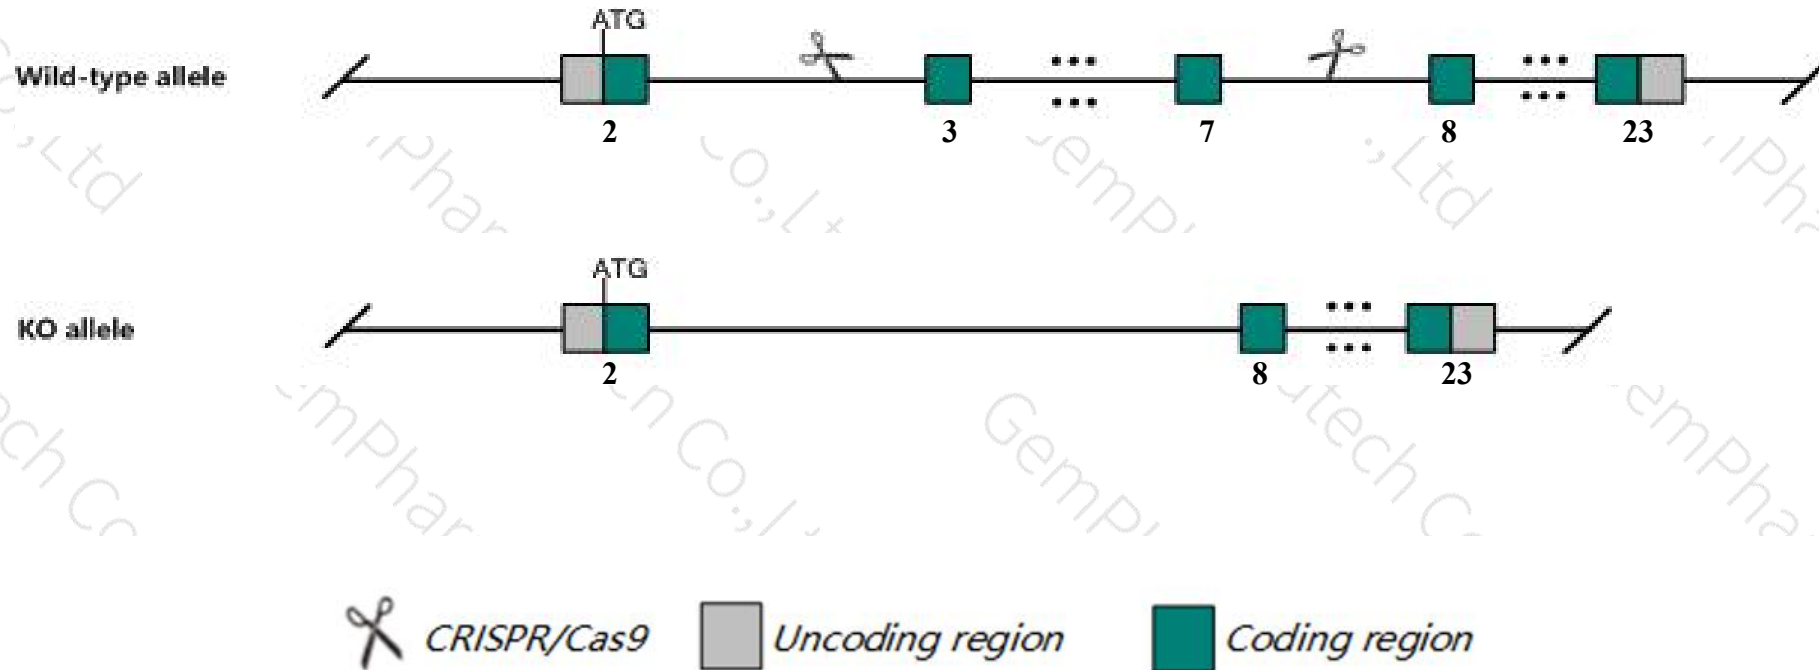 ATG
Wild-type allele
2 3 7 8 23
ATG
KO allele
2 8 23
CRISPR/Cas9 Uncoding region Coding region
GemPh